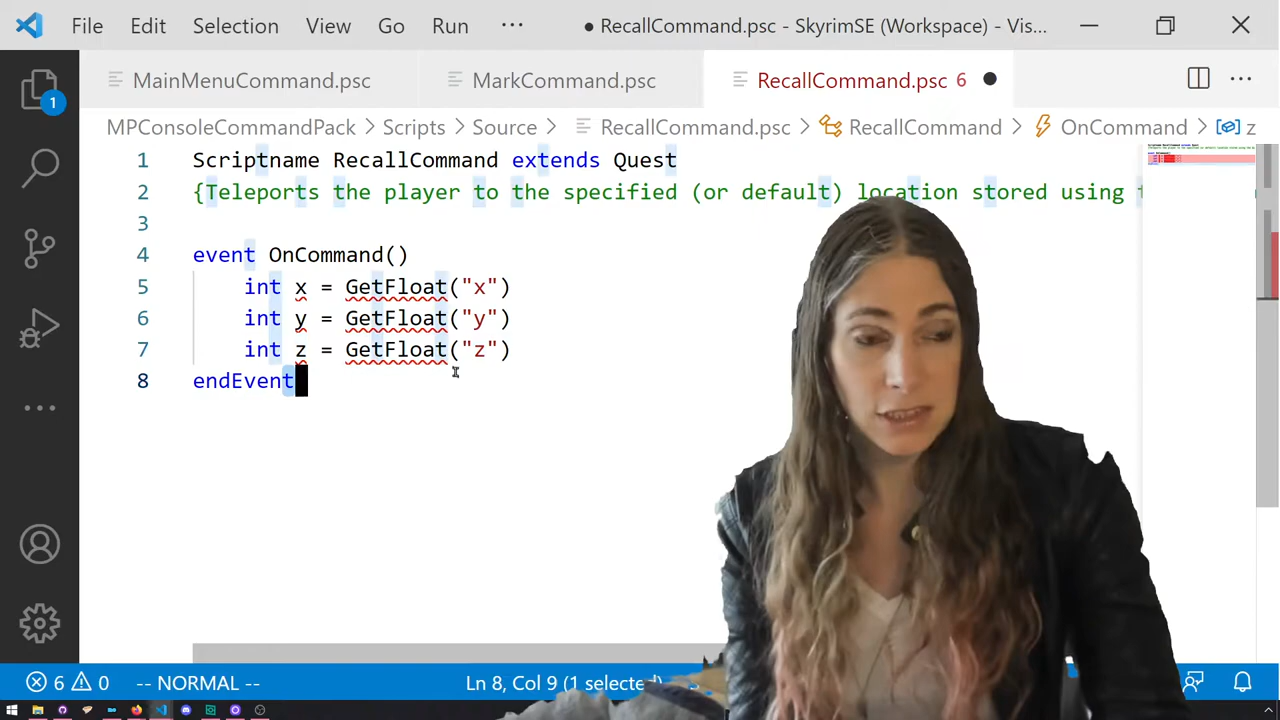 File Edit Selection View Go Run ··· ● RecallCommand.psc - SkyrimSE (Workspace) - Vis...
MainMenuCommand.psc MarkCommand.psc RecallCommand.psc 6 ●
MPConsoleCommandPack > Scripts > Source > RecallCommand.psc > RecallCommand > OnCommand > z
1 Scriptname RecallCommand extends Quest
2 {Teleports the player to the specified (or default) location stored using
3
4 event OnCommand()
5 int x = GetFloat("x")
6 int y = GetFloat("y")
7 int z = GetFloat("z")
8 endEvent
1
6 0 -- NORMAL -- Ln 8, Col 9 (1 selected)